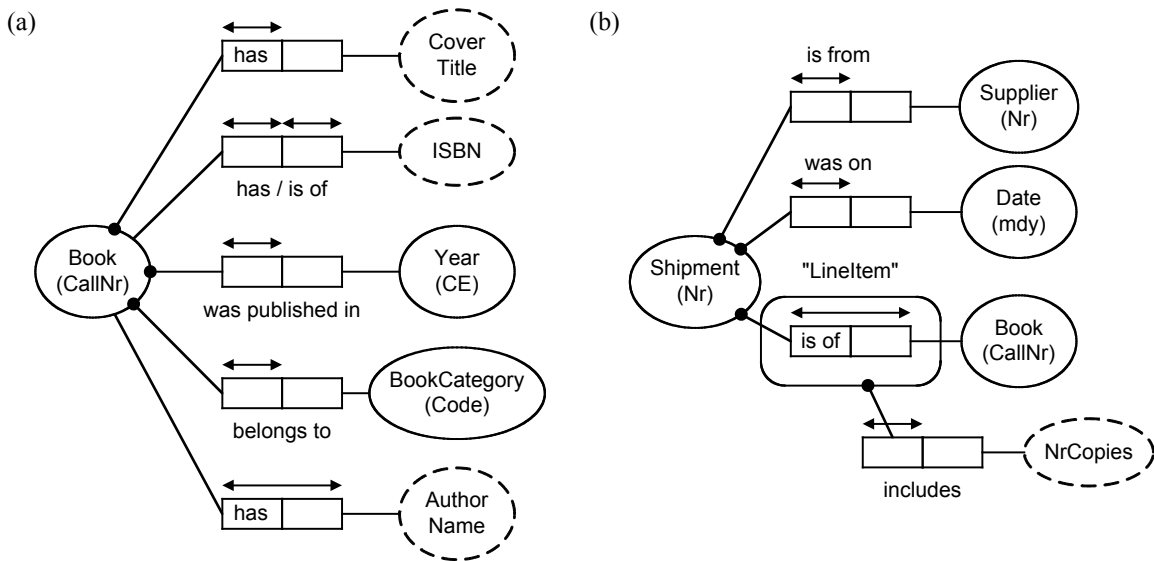 (a)
has
Cover
Title
ISBN
has / is of
Book
(CallNr)
Year
(CE)
was published in
BookCategory
(Code)
belongs to
has
Author
Name
(b)
is from
Supplier
(Nr)
was on
Date
(mdy)
Shipment
(Nr)
"LineItem"
is of
Book
(CallNr)
NrCopies
includes